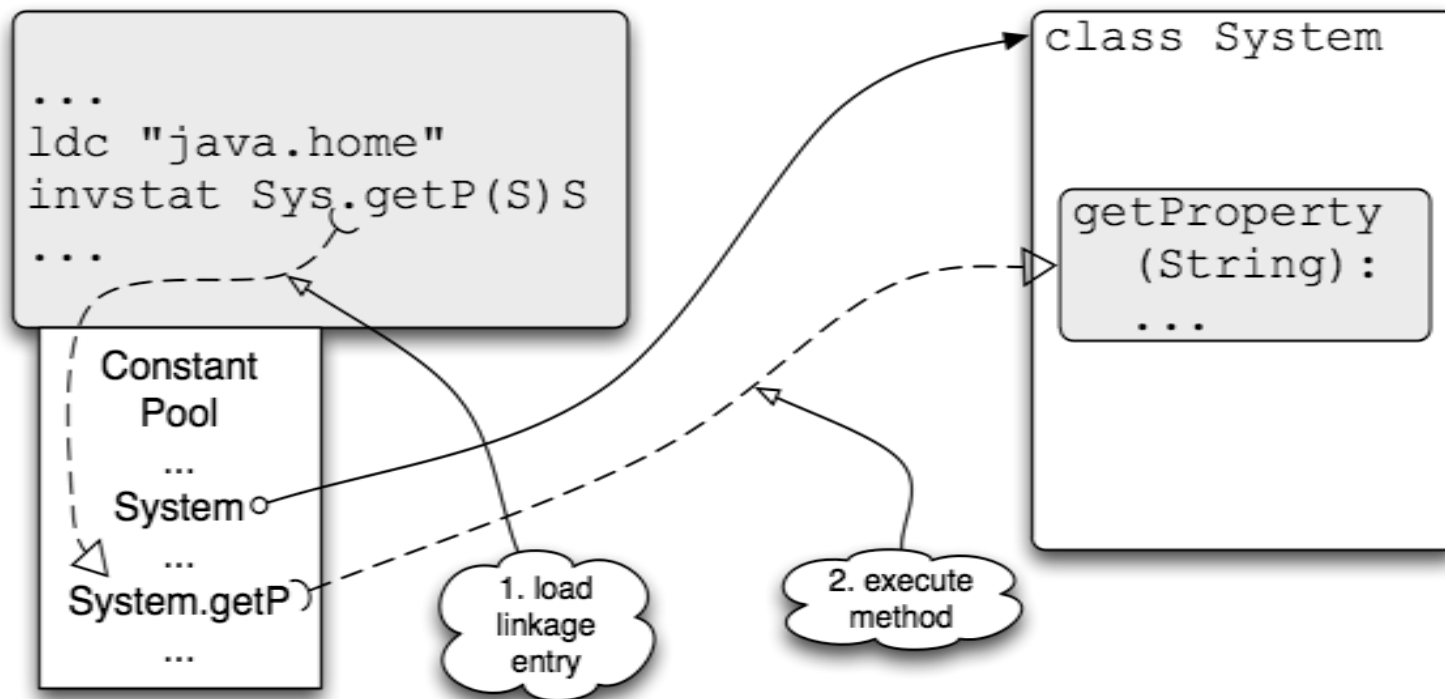 ...
ldc "java.home"
invstat Sys.getP(S)S
...
Constant
Pool
...
System
...
System.getP
...
1. load
linkage
entry
2. execute
method
class System
getProperty
(String):
...